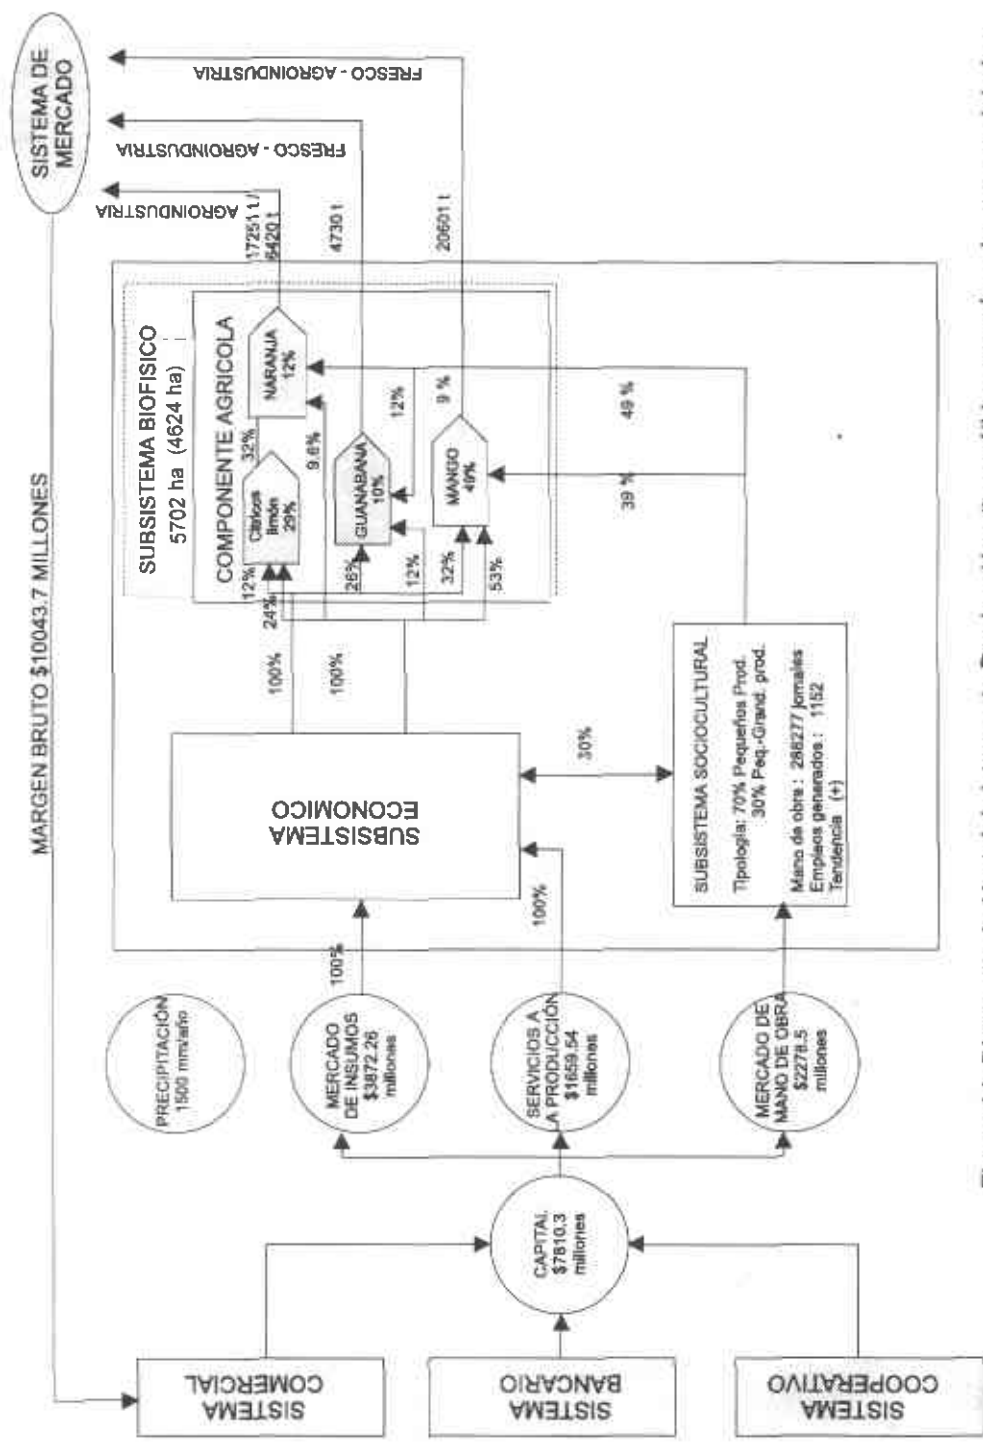 MARGEN BRUTO $10043.7 MILLONES
SISTEMA DE
MERCADO
SISTEMA
COMERCIAL
SISTEMA
BANCARIO
SISTEMA
COOPERATIVO
CAPITAL
$7810.3
millones
PRECIPITACIÓN
1500 mm/año
MERCADO
DE INSUMOS
$3872.26
millones
SERVICIOS A
LA PRODUCCIÓN
$1659.54
millones
MERCADO DE
MANO DE OBRA
$2278.5
millones
100%
100%
SUBSISTEMA
ECONOMICO
30%
SUBSISTEMA SOCIOCULTURAL
Tipología: 70% Pequeños Prod.
30% Peq.-Grand. prod.
Mano de obra : 288277 jornales
Empleos generados : 1152
Tendencia (+)
100%
100%
SUBSISTEMA BIOFISICO
5702 ha (4624 ha)
COMPONENTE AGRICOLA
12%
24%
Citricos
limón
29%
32%
NARANJA
12%
9.6%
26%
12%
GUANABANA
10%
12%
32%
53%
MANGO
49%
9 %
39 %
49 %
17251 t /
6420 t
4730 t
20601 t
AGROINDUSTRIA
FRESCO - AGROINDUSTRIA
FRESCO - AGROINDUSTRIA